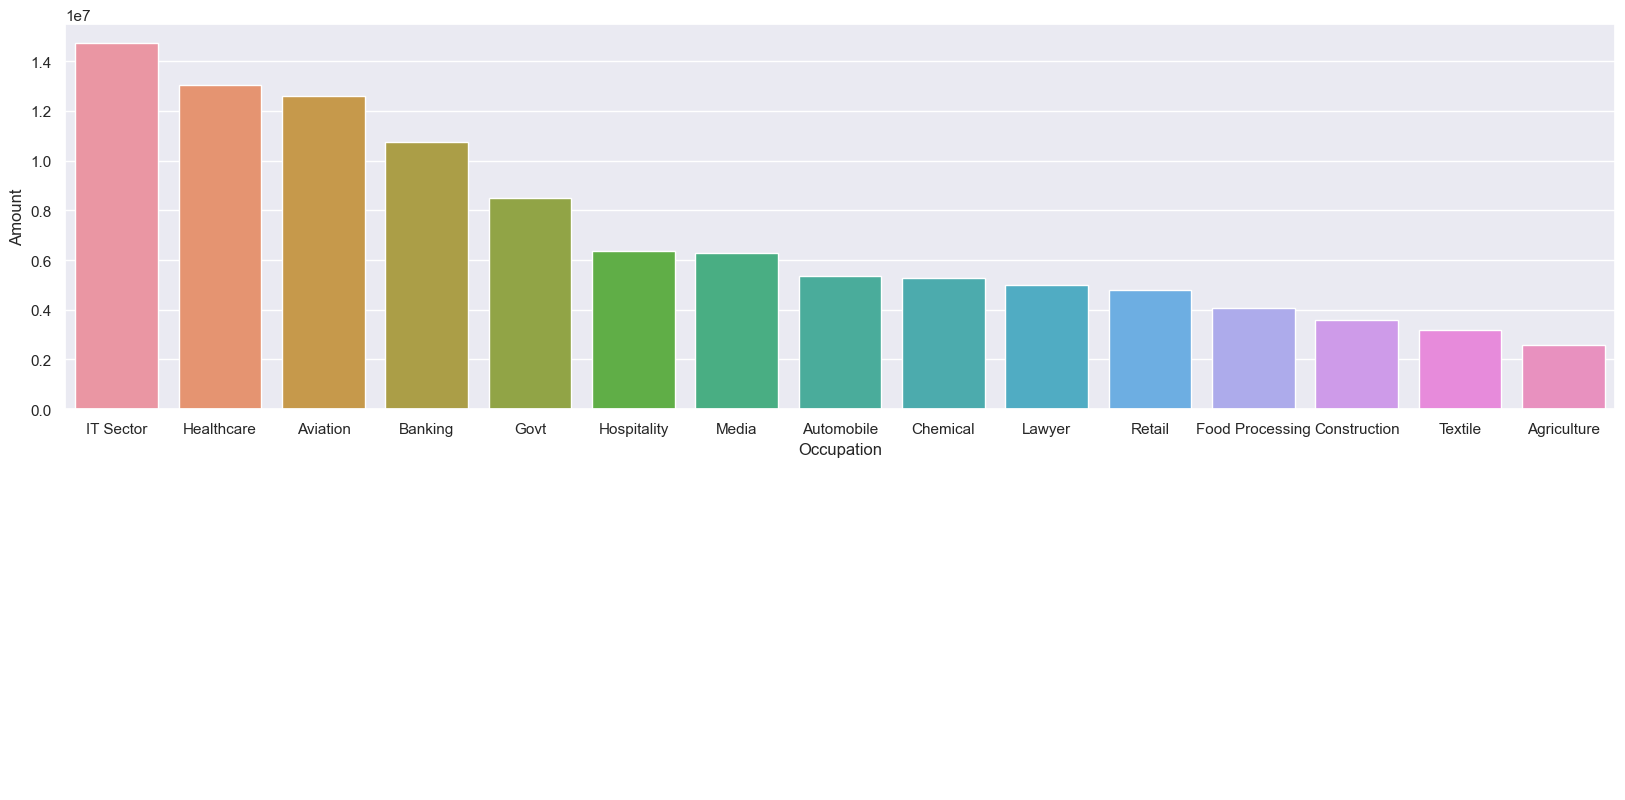 1e7
1.4
1.2
1.0
0.8
0.6
0.4
0.2
0.0
Amount
IT Sector Healthcare Aviation Banking Govt Hospitality Media Automobile Chemical Lawyer Retail Food Processing Construction Textile Agriculture
Occupation